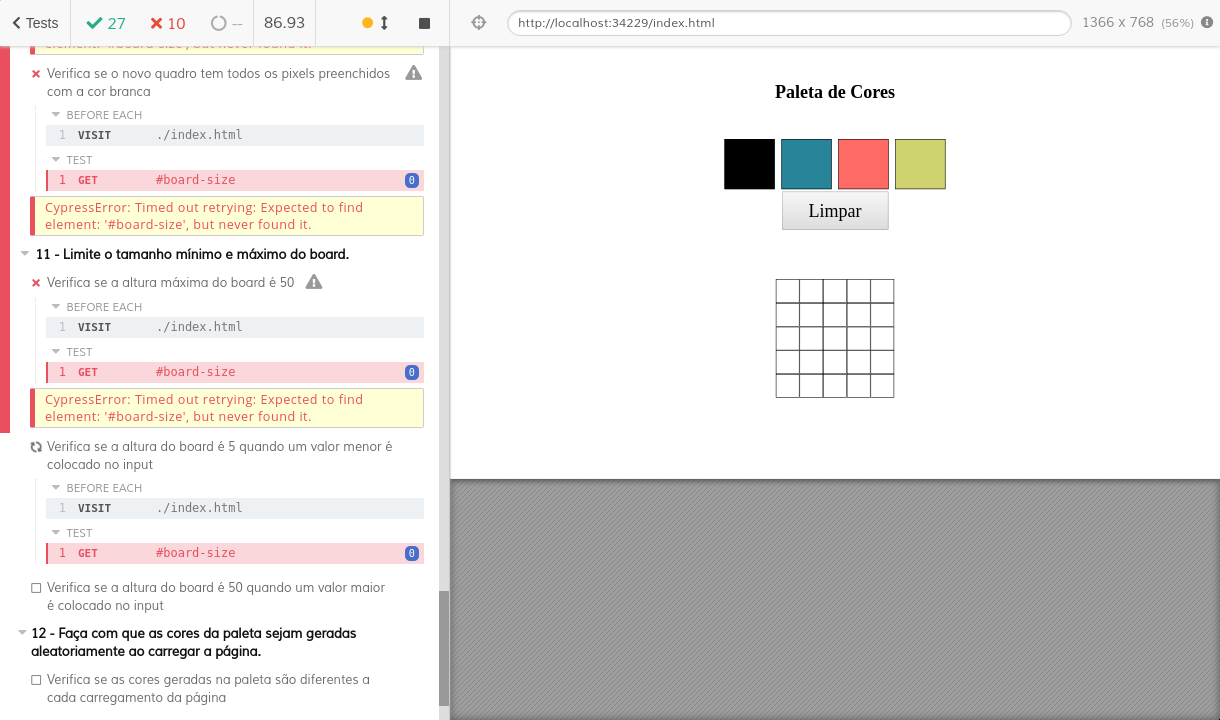 Tests
27
10
--
86.93
http://localhost:34229/index.html
1366 x 768 (56%)
element: '#board-size', but never found it.
Verifica se o novo quadro tem todos os pixels preenchidos
com a cor branca
BEFORE EACH
1 VISIT ./index.html
TEST
1 GET #board-size 0
CypressError: Timed out retrying: Expected to find
element: '#board-size', but never found it.
11 - Limite o tamanho mínimo e máximo do board.
Verifica se a altura máxima do board é 50
BEFORE EACH
1 VISIT ./index.html
TEST
1 GET #board-size 0
CypressError: Timed out retrying: Expected to find
element: '#board-size', but never found it.
Verifica se a altura do board é 5 quando um valor menor é
colocado no input
BEFORE EACH
1 VISIT ./index.html
TEST
1 GET #board-size 0
Verifica se a altura do board é 50 quando um valor maior
é colocado no input
12 - Faça com que as cores da paleta sejam geradas
aleatoriamente ao carregar a página.
Verifica se as cores geradas na paleta são diferentes a
cada carregamento da página
Paleta de Cores
Limpar